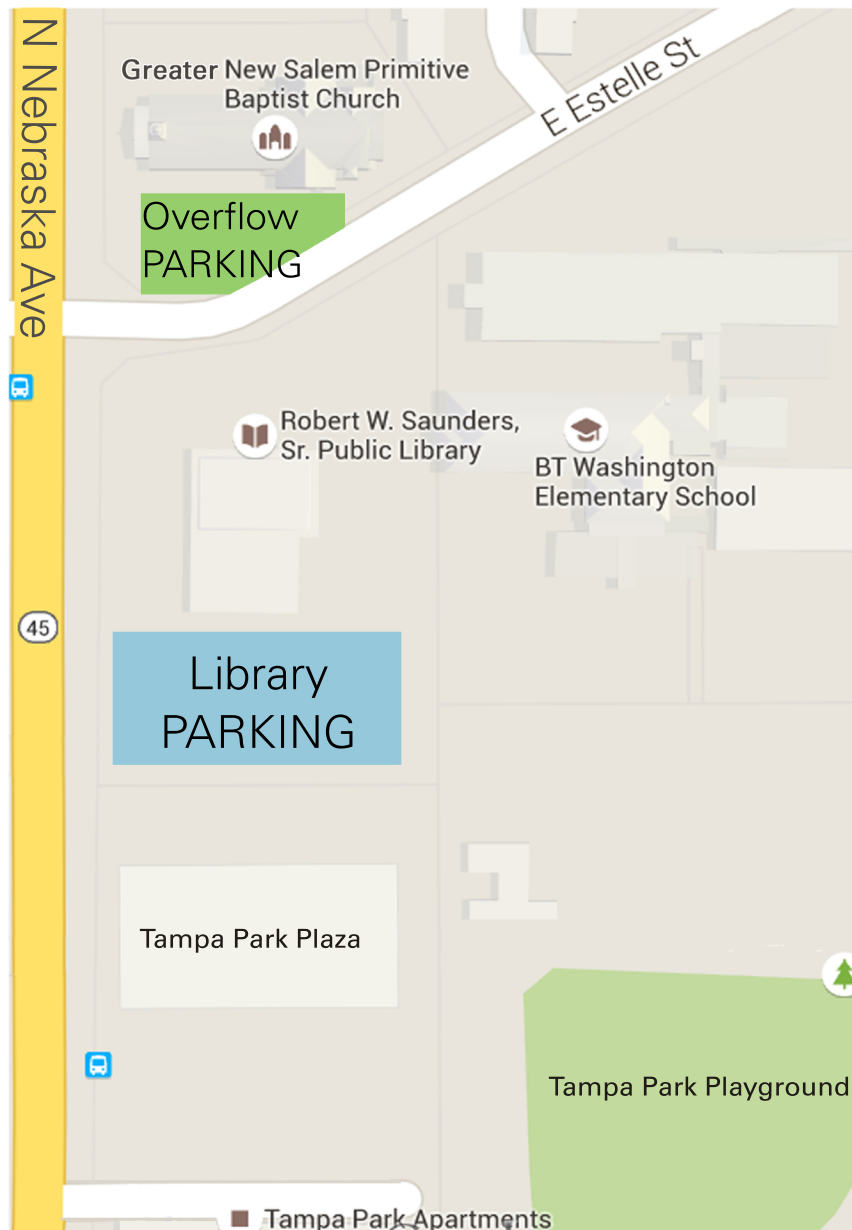 N Nebraska Ave
Greater New Salem Primitive
Baptist Church
E Estelle St
Overflow
PARKING
Robert W. Saunders,
Sr. Public Library
BT Washington
Elementary School
45
Library
PARKING
Tampa Park Plaza
Tampa Park Playground
Tampa Park Apartments